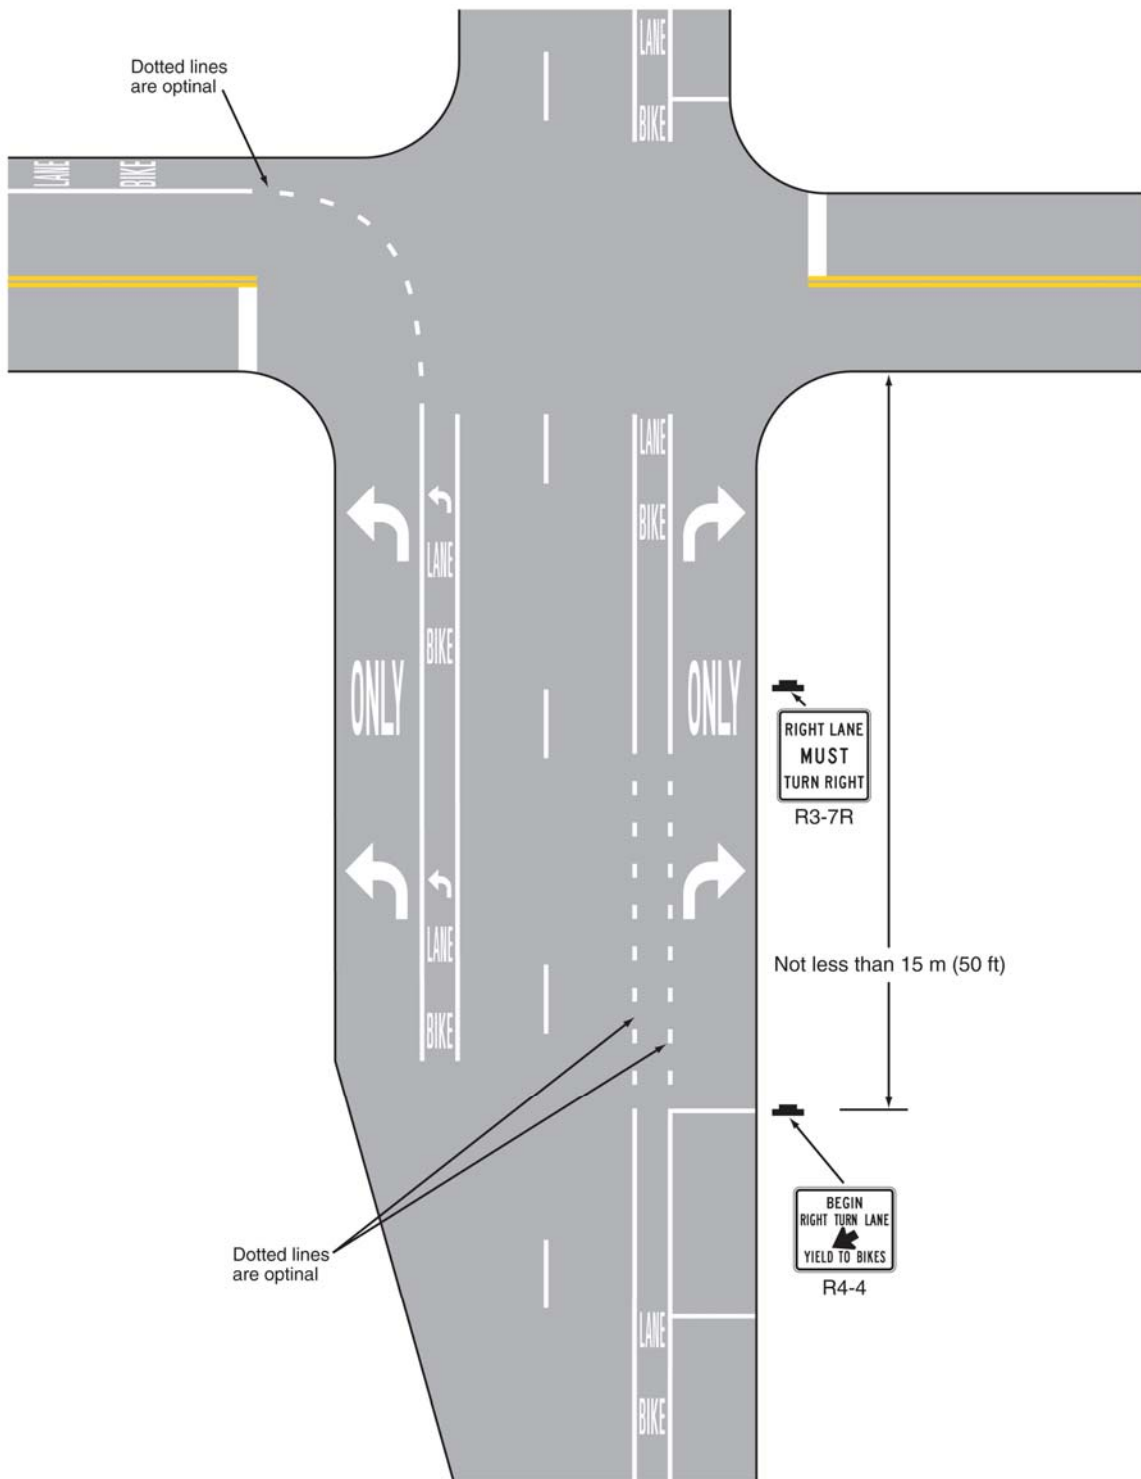 LANE
BIKE
Dotted lines
are optinal
LANE BIKE
LANE
BIKE
LANE
BIKE
ONLY
ONLY
RIGHT LANE
MUST
TURN RIGHT
R3-7R
LANE
BIKE
Not less than 15 m (50 ft)
BEGIN
RIGHT TURN LANE
YIELD TO BIKES
R4-4
Dotted lines
are optinal
LANE
BIKE